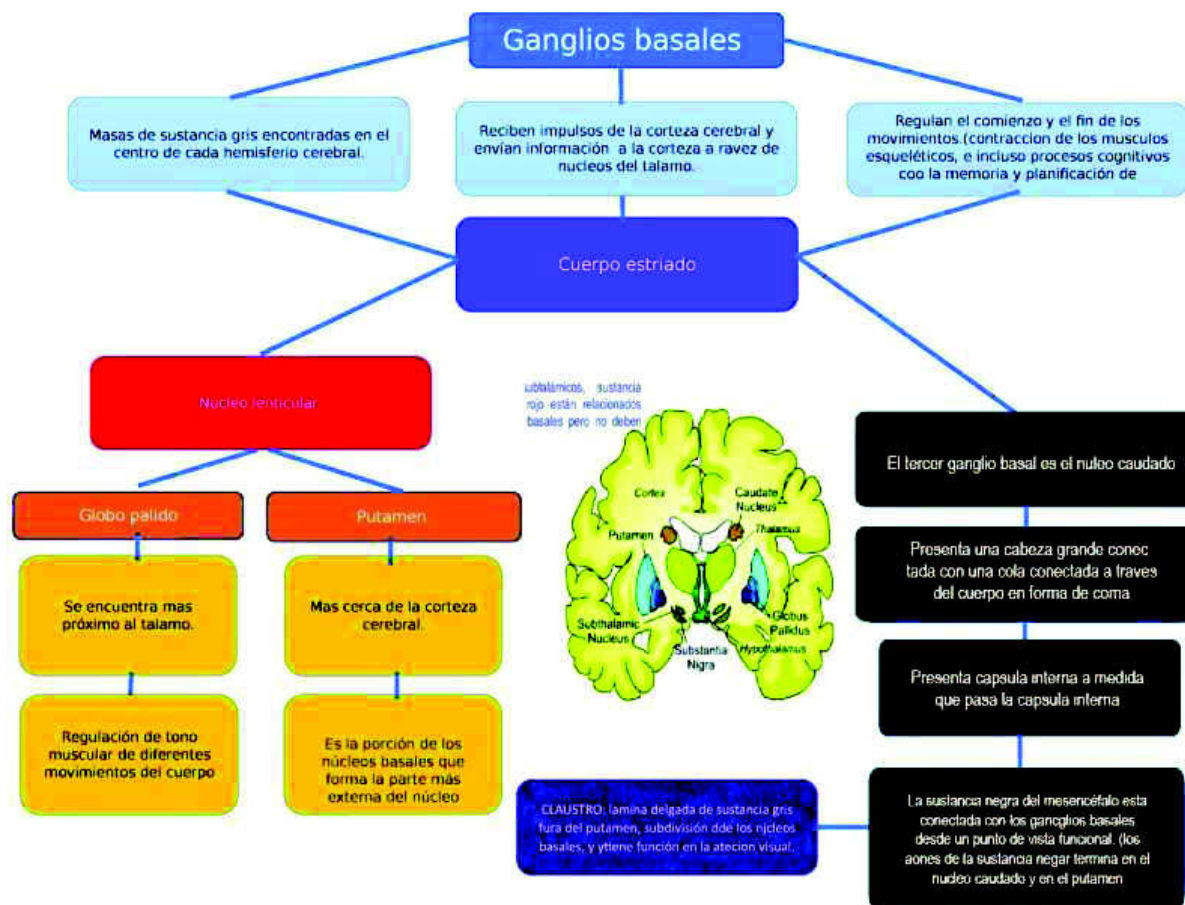 Ganglios basales
Masas de sustancia gris encontradas en el
centro de cada hemisferio cerebral.
Reciben impulsos de la corteza cerebral y
envían información a la corteza a ravez de
nucleos del talamo.
Regulan el comienzo y el fin de los
movimientos.(contraccion de los musculos
esqueléticos, e incluso procesos cognitivos
coo la memoria y planificación de
Cuerpo estriado
Nucleo lenticular
Globo palido
Putamen
Se encuentra mas
próximo al talamo.
Mas cerca de la corteza
cerebral.
Regulación de tono
muscular de diferentes
movimientos del cuerpo
Es la porción de los
núcleos basales que
forma la parte más
externa del núcleo
ubtalámicos, sustancia
rojo están relacionados
basales pero no deben
Cortex
Caudate
Nucleus
Putamen
Thalamus
Subthalamic
Nucleus
Globus
Pallidus
Substantia
Nigra
Hypothalamus
El tercer ganglio basal es el nuleo caudado
Presenta una cabeza grande conec
tada con una cola conectada a traves
del cuerpo en forma de coma
Presenta capsula interna a medida
que pasa la capsula interna
La sustancia negra del mesencéfalo esta
conectada con los gancglios basales
desde un punto de vista funcional. (los
aones de la sustancia negar termina en el
nucleo caudado y en el putamen
CLAUSTRO: lamina delgada de sustancia gris
fura del putamen, subdivisión dde los njcleos
basales, y ytiene función en la atecion visual.